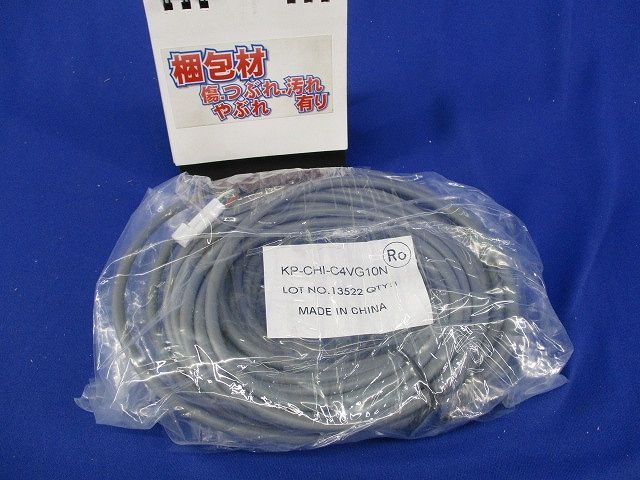 梱包材
傷・つぶれ・汚れ
やぶれ 有り
Ro
KP-CHI-C4VG10N
LOT NO.13522 QTY:1
MADE IN CHINA